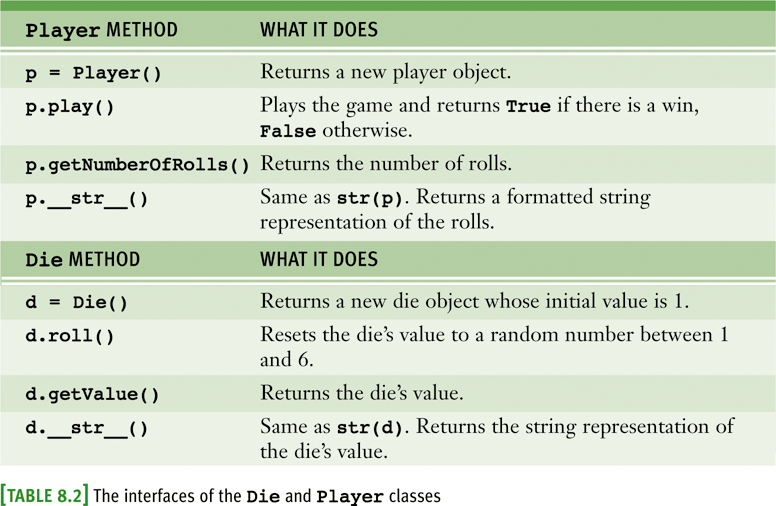 Player METHOD WHAT IT DOES
p = Player() Returns a new player object.
p.play() Plays the game and returns True if there is a win,
False otherwise.
p.getNumberOfRolls() Returns the number of rolls.
p.__str__() Same as str(p). Returns a formatted string
representation of the rolls.
Die METHOD WHAT IT DOES
d = Die() Returns a new die object whose initial value is 1.
d.roll() Resets the die’s value to a random number between 1
and 6.
d.getValue() Returns the die’s value.
d.__str__() Same as str(d). Returns the string representation of
the die’s value.
[TABLE 8.2] The interfaces of the Die and Player classes